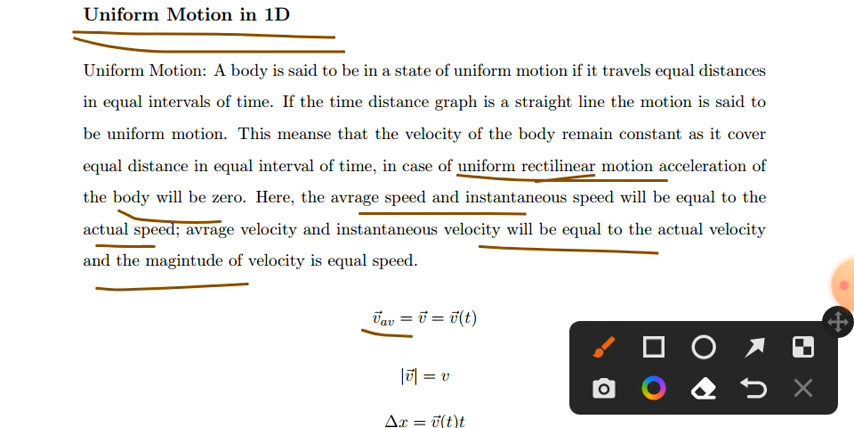 Uniform Motion in 1D
Uniform Motion: A body is said to be in a state of uniform motion if it travels equal distances
in equal intervals of time. If the time distance graph is a straight line the motion is said to
be uniform motion. This meanse that the velocity of the body remain constant as it cover
equal distance in equal interval of time, in case of uniform rectilinear motion acceleration of
the body will be zero. Here, the avrage speed and instantaneous speed will be equal to the
actual speed; avrage velocity and instantaneous velocity will be equal to the actual velocity
and the magintude of velocity is equal speed.
v⃗av = v⃗ = v⃗(t)
|v⃗| = v
Δx = v⃗(t)t